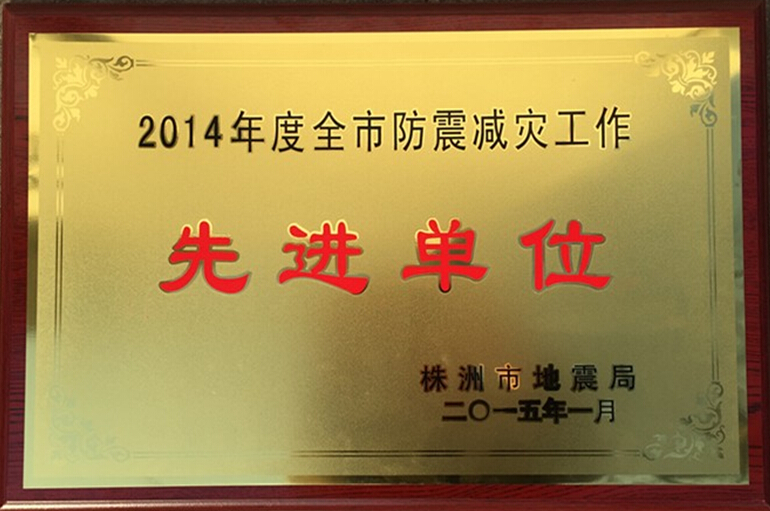 2014年度全市防震减灾工作
先进单位
株洲市地震局
二〇一五年一月